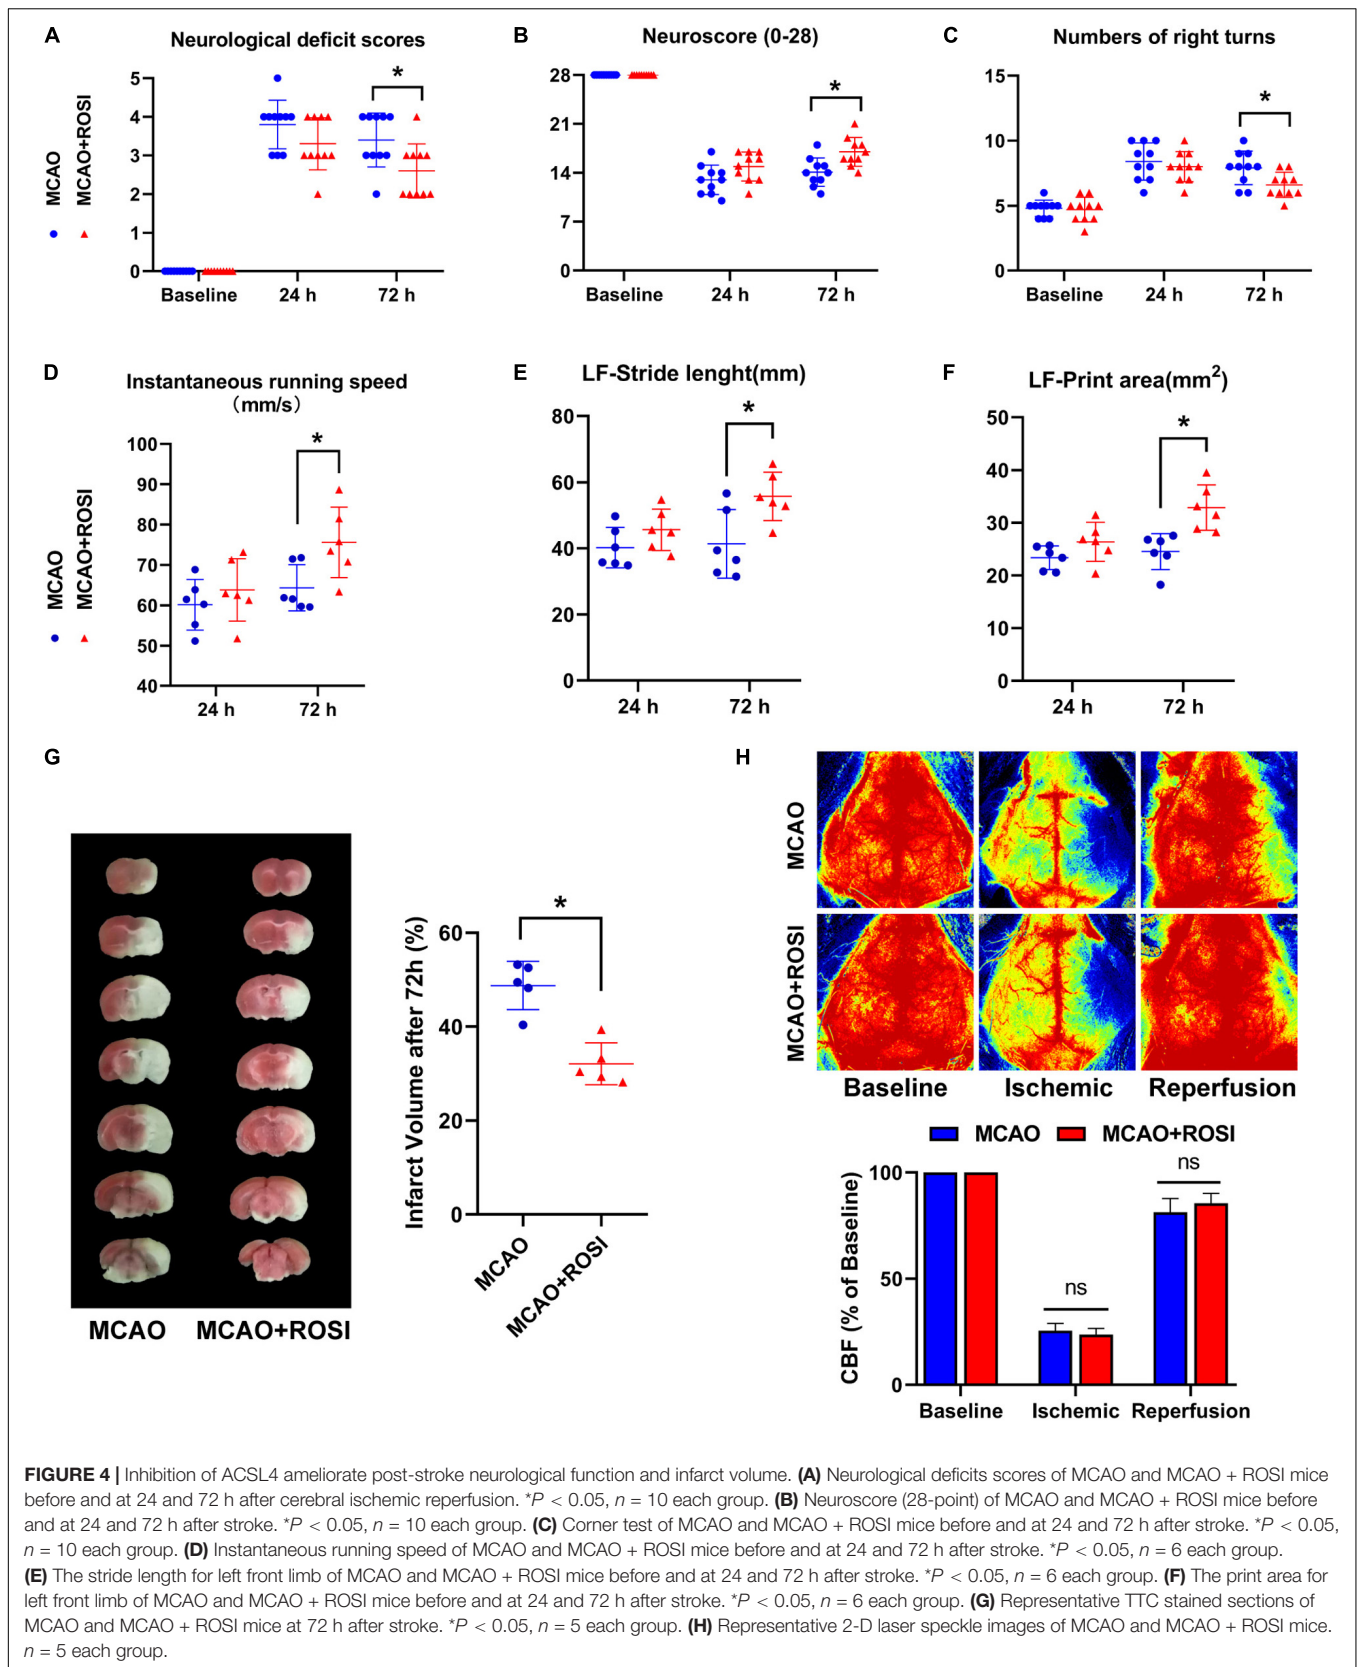 A
Neurological deficit scores
MCAO
MCAO+ROSI
5
4
3
2
1
0
*
Baseline
24 h
72 h
B
Neuroscore (0-28)
28
21
14
7
0
*
Baseline
24 h
72 h
C
Numbers of right turns
15
10
5
0
*
Baseline
24 h
72 h
D
Instantaneous running speed
(mm/s)
MCAO
MCAO+ROSI
100
90
80
70
60
50
40
*
24 h
72 h
E
LF-Stride lenght(mm)
80
60
40
20
0
*
24 h
72 h
F
LF-Print area(mm²)
50
40
30
20
10
0
*
24 h
72 h
G
MCAO
MCAO+ROSI
Infarct Volume after 72h (%)
60
40
20
0
*
MCAO
MCAO+ROSI
H
MCAO
MCAO+ROSI
Baseline
Ischemic
Reperfusion
MCAO
MCAO+ROSI
CBF (% of Baseline)
100
50
0
ns
ns
Baseline
Ischemic
Reperfusion
FIGURE 4 | Inhibition of ACSL4 ameliorate post-stroke neurological function and infarct volume. (A) Neurological deficits scores of MCAO and MCAO + ROSI mice
before and at 24 and 72 h after cerebral ischemic reperfusion. *P < 0.05, n = 10 each group. (B) Neuroscore (28-point) of MCAO and MCAO + ROSI mice before
and at 24 and 72 h after stroke. *P < 0.05, n = 10 each group. (C) Corner test of MCAO and MCAO + ROSI mice before and at 24 and 72 h after stroke. *P < 0.05,
n = 10 each group. (D) Instantaneous running speed of MCAO and MCAO + ROSI mice before and at 24 and 72 h after stroke. *P < 0.05, n = 6 each group.
(E) The stride length for left front limb of MCAO and MCAO + ROSI mice before and at 24 and 72 h after stroke. *P < 0.05, n = 6 each group. (F) The print area for
left front limb of MCAO and MCAO + ROSI mice before and at 24 and 72 h after stroke. *P < 0.05, n = 6 each group. (G) Representative TTC stained sections of
MCAO and MCAO + ROSI mice at 72 h after stroke. *P < 0.05, n = 5 each group. (H) Representative 2-D laser speckle images of MCAO and MCAO + ROSI mice.
n = 5 each group.